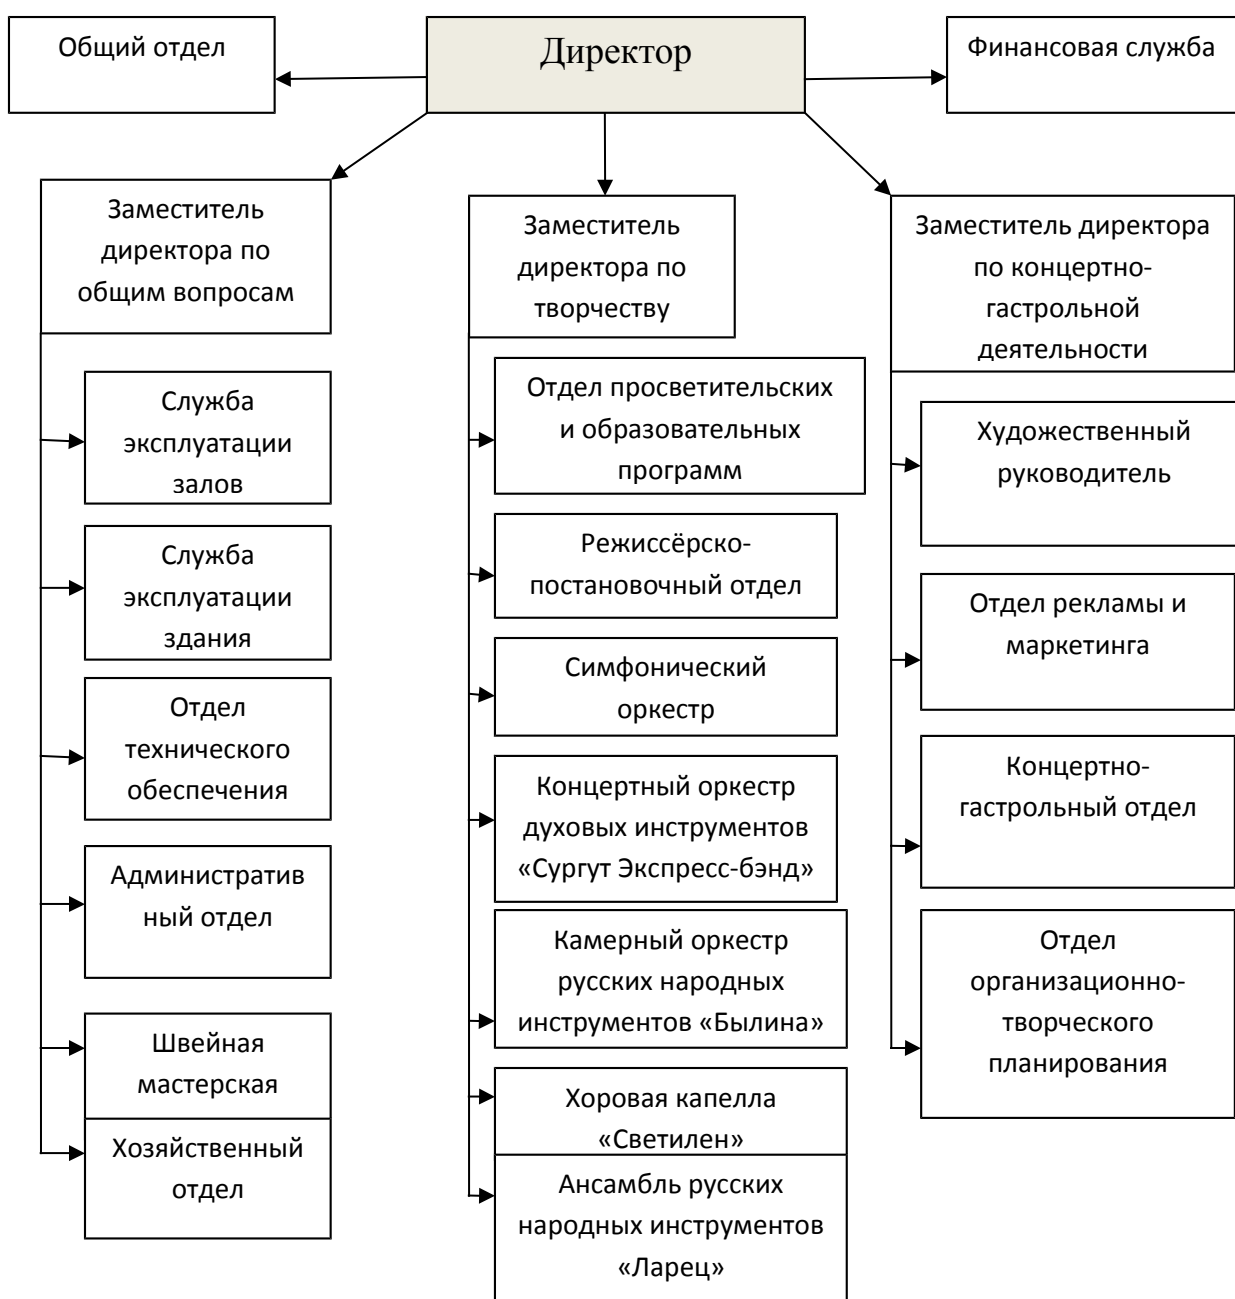 Общий отдел
Директор
Финансовая служба
Заместитель
директора по
общим вопросам
Служба
эксплуатации
залов
Служба
эксплуатации
здания
Отдел
технического
обеспечения
Административ
ный отдел
Швейная
мастерская
Хозяйственный
отдел
Заместитель
директора по
творчеству
Отдел просветительских
и образовательных
программ
Режиссёрско-
постановочный отдел
Симфонический
оркестр
Концертный оркестр
духовых инструментов
«Сургут Экспресс-бэнд»
Камерный оркестр
русских народных
инструментов «Былина»
Хоровая капелла
«Светилен»
Ансамбль русских
народных инструментов
«Ларец»
Заместитель директора
по концертно-
гастрольной
деятельности
Художественный
руководитель
Отдел рекламы и
маркетинга
Концертно-
гастрольный отдел
Отдел
организационно-
творческого
планирования